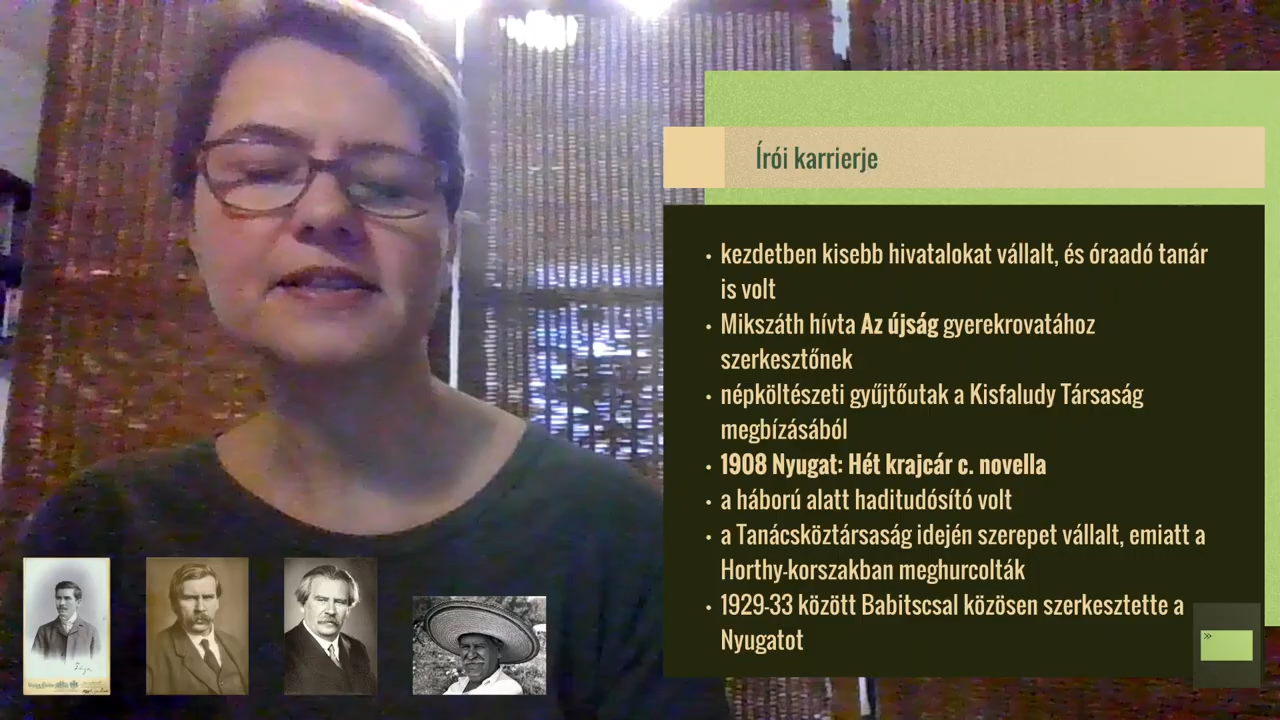 Írói karrierje
• kezdetben kisebb hivatalokat vállalt, és óraadó tanár
is volt
• Mikszáth hívta Az újság gyerekrovatához
szerkesztőnek
• népköltészeti gyűjtőutak a Kisfaludy Társaság
megbízásából
• 1908 Nyugat: Hét krajcár c. novella
• a háború alatt haditudósító volt
• a Tanácsköztársaság idején szerepet vállalt, emiatt a
Horthy-korszakban meghurcolták
• 1929-33 között Babitscsal közösen szerkesztette a
Nyugatot
»